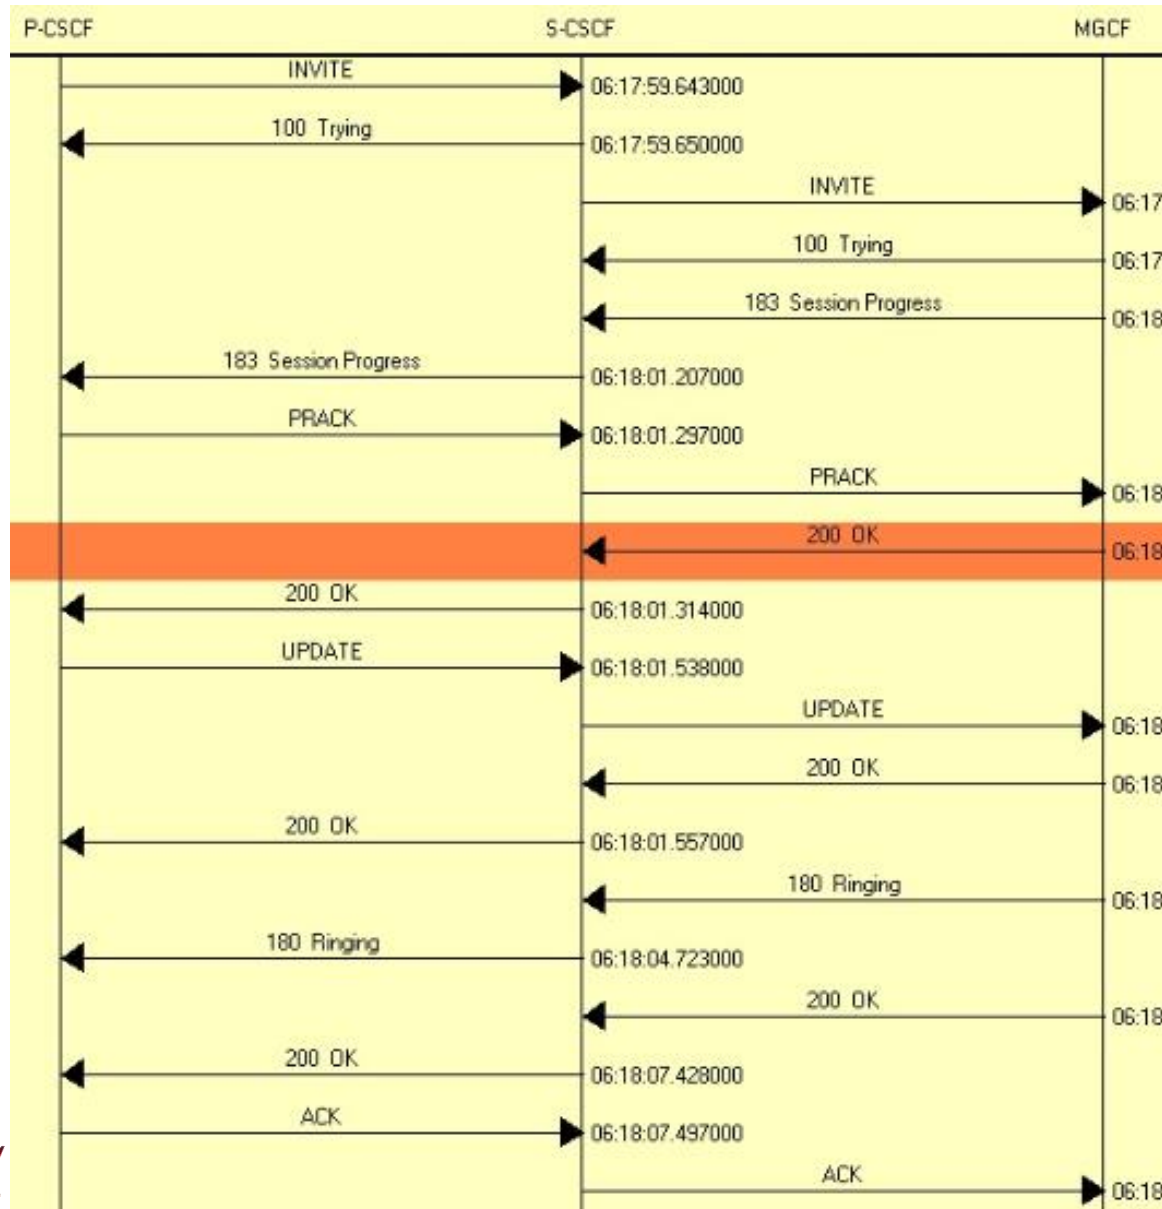 P-CSCF S-CSCF MGCF
INVITE
06:17:59.643000
100 Trying
06:17:59.650000
INVITE
06:17
100 Trying
06:17
183 Session Progress
06:18
183 Session Progress
06:18:01.207000
PRACK
06:18:01.297000
PRACK
06:18
200 OK
06:18
200 OK
06:18:01.314000
UPDATE
06:18:01.538000
UPDATE
06:18
200 OK
06:18
200 OK
06:18:01.557000
180 Ringing
06:18
180 Ringing
06:18:04.723000
200 OK
06:18
200 OK
06:18:07.428000
ACK
06:18:07.497000
ACK
06:18